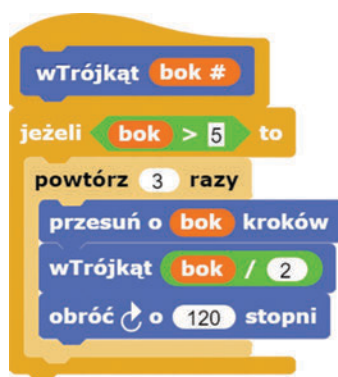 wTrójkąt bok #
jeżeli bok > 5 to
powtórz 3 razy
przesuń o bok kroków
wTrójkąt bok / 2
obróć o 120 stopni